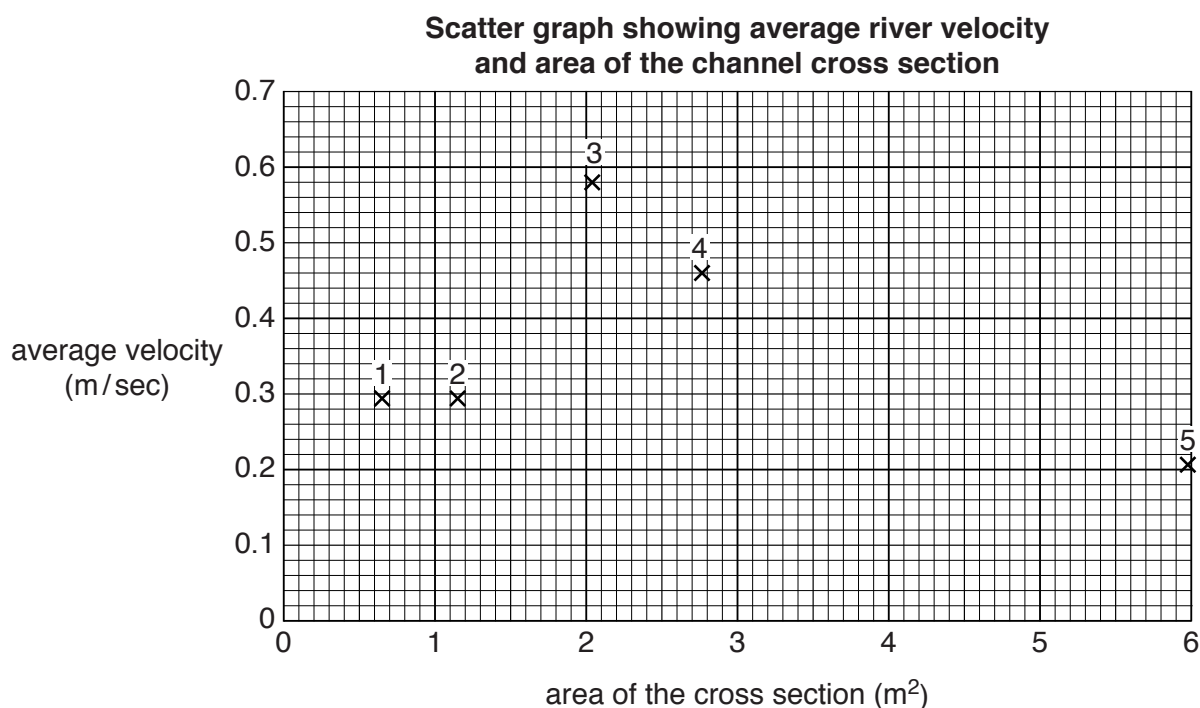 Scatter graph showing average river velocity
and area of the channel cross section
0.7
0.6
0.5
0.4
0.3
0.2
0.1
0
average velocity
(m / sec)
3
4
1
2
5
0 1 2 3 4 5 6
area of the cross section (m²)